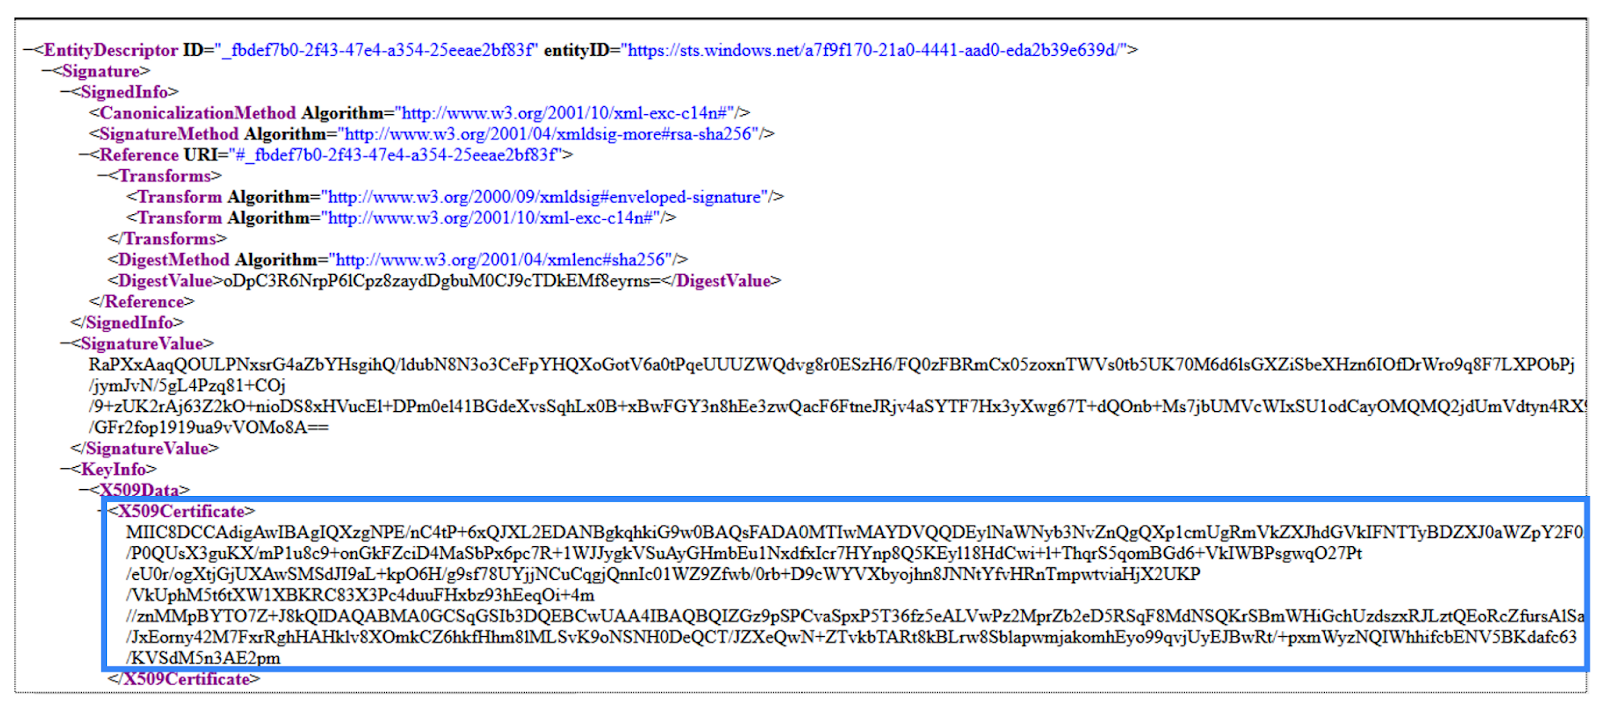 −<EntityDescriptor ID="_fbdef7b0-2f43-47e4-a354-25eeae2bf83f" entityID="https://sts.windows.net/a7f9f170-21a0-4441-aad0-eda2b39e639d/">
−<Signature>
−<SignedInfo>
<CanonicalizationMethod Algorithm="http://www.w3.org/2001/10/xml-exc-c14n#"/>
<SignatureMethod Algorithm="http://www.w3.org/2001/04/xmldsig-more#rsa-sha256"/>
−<Reference URI="#_fbdef7b0-2f43-47e4-a354-25eeae2bf83f">
−<Transforms>
<Transform Algorithm="http://www.w3.org/2000/09/xmldsig#enveloped-signature"/>
<Transform Algorithm="http://www.w3.org/2001/10/xml-exc-c14n#"/>
</Transforms>
<DigestMethod Algorithm="http://www.w3.org/2001/04/xmlenc#sha256"/>
<DigestValue>oDpC3R6NrpP6lCpz8zaydDgbuM0CJ9cTDkEMf8eyrns=</DigestValue>
</Reference>
</SignedInfo>
−<SignatureValue>
RaPXxAaqQOULPNxsrG4aZbYHsgihQ/ldubN8N3o3CeFpYHQXoGotV6a0tPqeUUUZWQdvg8r0ESzH6/FQ0zFBRmCx05zoxnTWVs0tb5UK70M6d6lsGXZiSbeXHzn6IOfDrWro9q8F7LXPObPj
/jymJvN/5gL4Pzq81+COj
/9+zUK2rAj63Z2kO+nioDS8xHVucEl+DPm0el41BGdeXvsSqhLx0B+xBwFGY3n8hEe3zwQacF6FtneJRjv4aSYTF7Hx3yXwg67T+dQOnb+Ms7jbUMVcWIxSU1odCayOMQMQ2jdUmVdtyn4RX9
/GFr2fop1919ua9vVOMo8A==
</SignatureValue>
−<KeyInfo>
−<X509Data>
−<X509Certificate>
MIIC8DCCAdigAwIBAgIQXzgNPE/nC4tP+6xQJXL2EDANBgkqhkiG9w0BAQsFADA0MTIwMAYDVQQDEylNaWNyb3NvZnQgQXp1cmUgRmVkZXJhdGVkIFNTTyBDZXJ0aWZpY2F0
/P0QUsX3guKX/mP1u8c9+onGkFZciD4MaSbPx6pc7R+1WJJygkVSuAyGHmbEu1NxdfxIcr7HYnp8Q5KEyl18HdCwi+l+ThqrS5qomBGd6+VkIWBPsgwqO27Pt
/eU0r/ogXtjGjUXAwSMSdJI9aL+kpO6H/g9sf78UYjjNCuCqgjQnnIc01WZ9Zfwb/0rb+D9cWYVXbyojhn8JNNtYfvHRnTmpwtviaHjX2UKP
/VkUphM5t6tXW1XBKRC83X3Pc4duuFHxbz93hEeqOi+4m
//znMMpBYTO7Z+J8kQIDAQABMA0GCSqGSIb3DQEBCwUAA4IBAQBQIZGz9pSPCvaSpxP5T36fz5eALVwPz2MprZb2eD5RSqF8MdNSQKrSBmWHiGchUzdszxRJLztQEoRcZfursAlSa
/JxEorny42M7FxrRghHAHklv8XOmkCZ6hkfHhm8lMLSvK9oNSNH0DeQCT/JZXeQwN+ZTvkbTARt8kBLrw8Sblapwmjakomh​Eyo99qvjUyEJBwRt/+pxmWyzNQIWhhifcbENV5BKdafc63
/KVSdM5n3AE2pm
</X509Certificate>